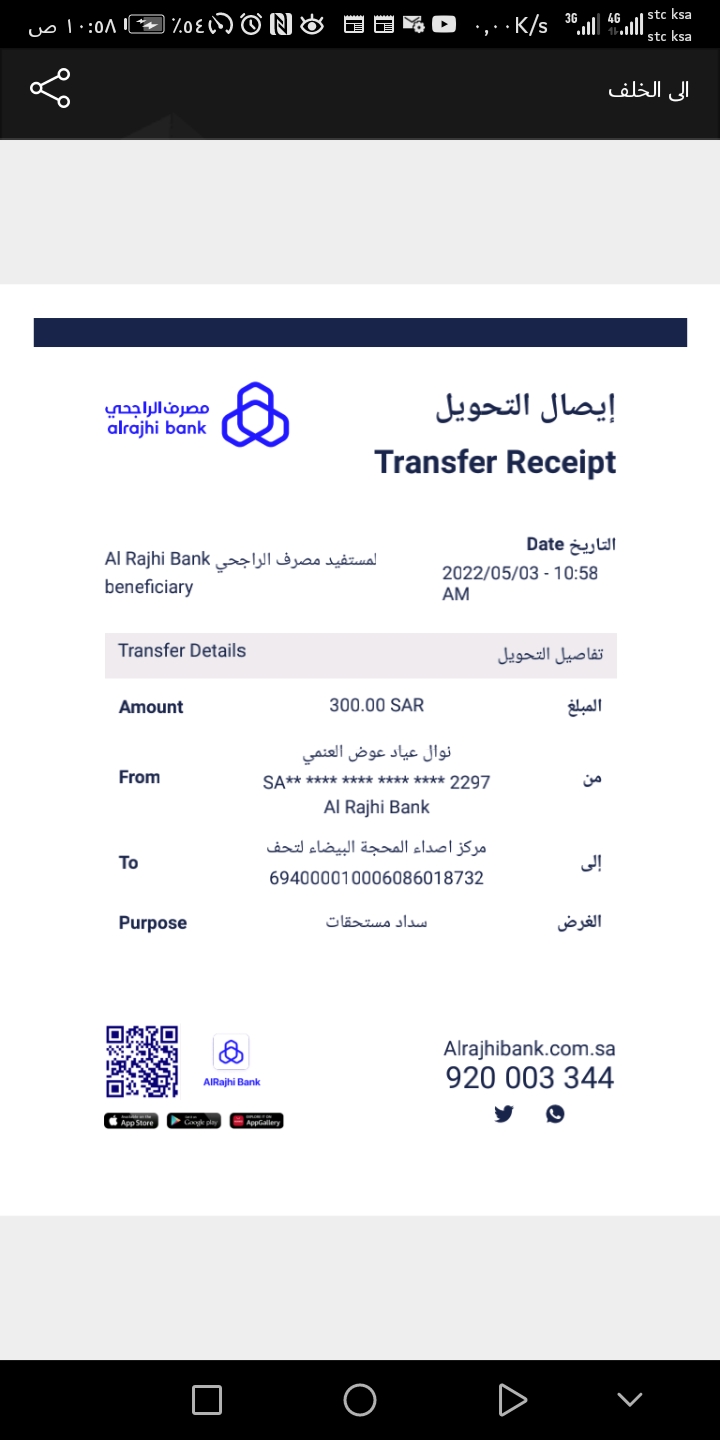 ص ١٠:٥٨ ٪٥٤ ٠,٠٠K/s 3G 4G stc ksa
stc ksa
الى الخلف
مصرف الراجحي
alrajhi bank
إيصال التحويل
Transfer Receipt
التاريخ Date
2022/05/03 - 10:58
AM
لمستفيد مصرف الراجحي Al Rajhi Bank
beneficiary
Transfer Details تفاصيل التحويل
Amount 300.00 SAR المبلغ
نوال عياد عوض العنمي
From SA** **** **** **** **** 2297 من
Al Rajhi Bank
مركز اصداء المحجة البيضاء لتحف
To 694000010006086018732 إلى
Purpose سداد مستحقات الغرض
AlRajhi Bank
App Store
Google play
AppGallery
Alrajhibank.com.sa
920 003 344